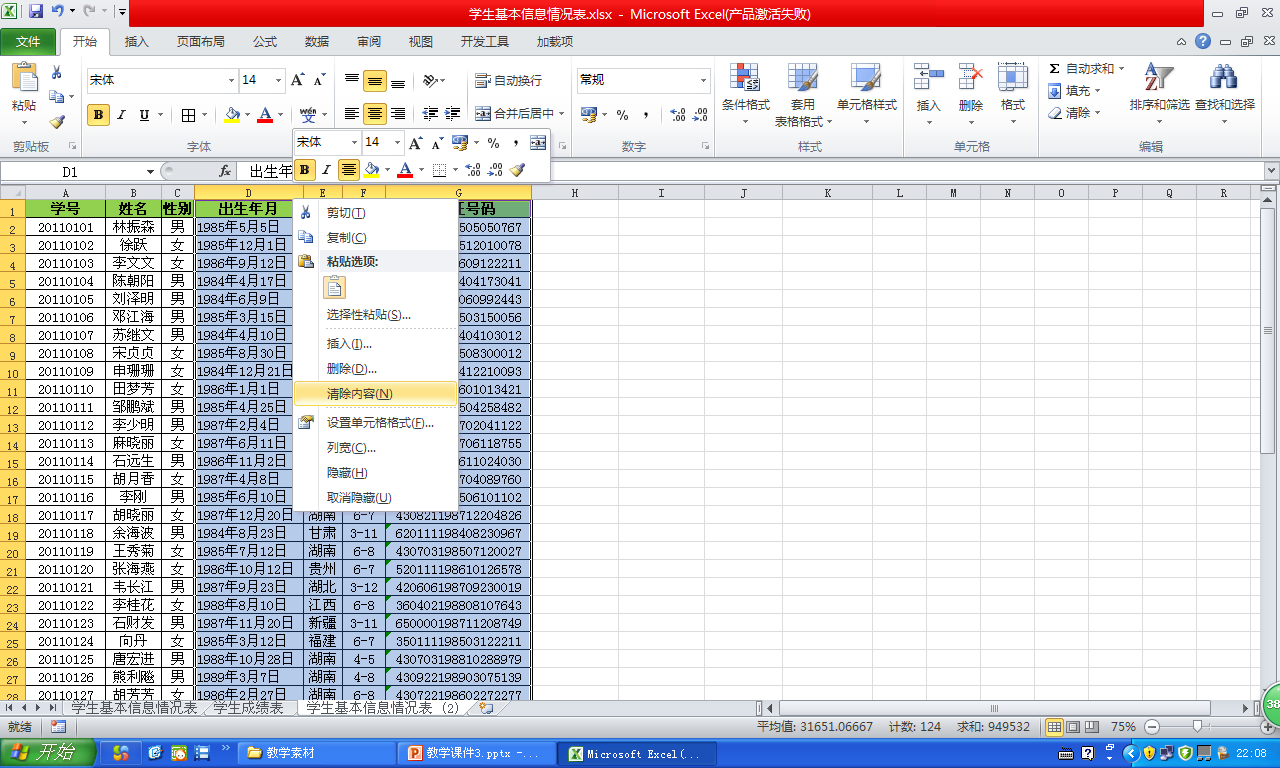 学生基本信息情况表.xlsx - Microsoft Excel(产品激活失败)
文件 开始 插入 页面布局 公式 数据 审阅 视图 开发工具 加载项
宋体 14 自动换行 常规 条件格式 套用 表格格式 单元格样式 插入 删除 格式 Σ 自动求和 填充 清除 排序和筛选 查找和选择
粘贴 B I U 合并后居中 %
剪贴板 字体 数字 样式 单元格 编辑
宋体 14 %
B I A
D1 fx 出生年
A B C D E F G H I J K L M N O P Q R
1 学号 姓名 性别 出生年月 证号码
2 20110101 林振森 男 1985年5月5日 505050767
3 20110102 徐跃 女 1985年12月1日 512010078
4 20110103 李文文 女 1986年9月12日 609122211
5 20110104 陈朝阳 男 1984年4月17日 404173041
6 20110105 刘泽明 男 1984年6月9日 060992443
7 20110106 邓江海 男 1985年3月15日 503150056
8 20110107 苏继文 男 1984年4月10日 404103012
9 20110108 宋贞贞 女 1985年8月30日 508300012
10 20110109 申珊珊 男 1984年12月21日 412210093
11 20110110 田梦芳 女 1986年1月1日 601013421
12 20110111 邹鹏斌 男 1985年4月25日 504258482
13 20110112 李少明 男 1987年2月4日 702041122
14 20110113 麻晓丽 女 1987年6月11日 706118755
15 20110114 石远生 男 1986年11月2日 611024030
16 20110115 胡月香 女 1987年4月8日 704089760
17 20110116 李刚 男 1985年6月10日 506101102
18 20110117 胡晓丽 女 1987年12月20日 湖南 6-7 430821198712204826
19 20110118 余海波 男 1984年8月23日 甘肃 3-11 620111198408230967
20 20110119 王秀菊 女 1985年7月12日 湖南 6-8 430703198507120027
21 20110120 张海燕 女 1986年10月12日 贵州 6-7 520111198610126578
22 20110121 韦长江 男 1987年9月23日 湖北 3-12 420606198709230019
23 20110122 李桂花 女 1988年8月10日 江西 6-8 360402198808107643
24 20110123 石财发 男 1987年11月20日 新疆 3-11 650000198711208749
25 20110124 向丹 女 1985年3月12日 福建 6-7 350111198503122211
26 20110125 唐宏进 男 1988年10月28日 湖南 4-5 430703198810288979
27 20110126 男 1989年3月7日 湖南 4-8 430922198903075139
28 20110127 胡芳芳 女 1986年2月27日 湖南 6-8 430722198602272277
剪切(T)
复制(C)
粘贴选项:
选择性粘贴(S)...
插入(I)...
删除(D)...
清除内容(N)
设置单元格格式(F)...
列宽(C)...
隐藏(H)
取消隐藏(U)
学生基本信息情况表 学生成绩表 学生基本信息情况表 (2)
就绪 平均值: 31651.06667 计数: 124 求和: 949532 75%
38
开始 教学素材 教学课件3.pptx -... Microsoft Excel(... 22:08